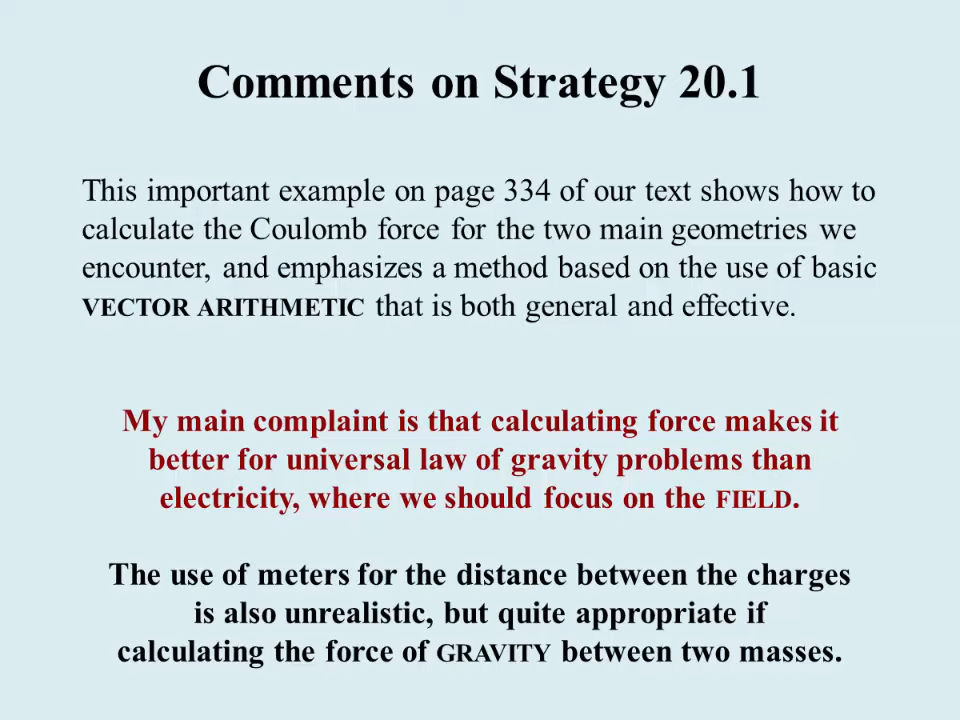 Comments on Strategy 20.1
This important example on page 334 of our text shows how to
calculate the Coulomb force for the two main geometries we
encounter, and emphasizes a method based on the use of basic
VECTOR ARITHMETIC that is both general and effective.
My main complaint is that calculating force makes it
better for universal law of gravity problems than
electricity, where we should focus on the FIELD.
The use of meters for the distance between the charges
is also unrealistic, but quite appropriate if
calculating the force of GRAVITY between two masses.